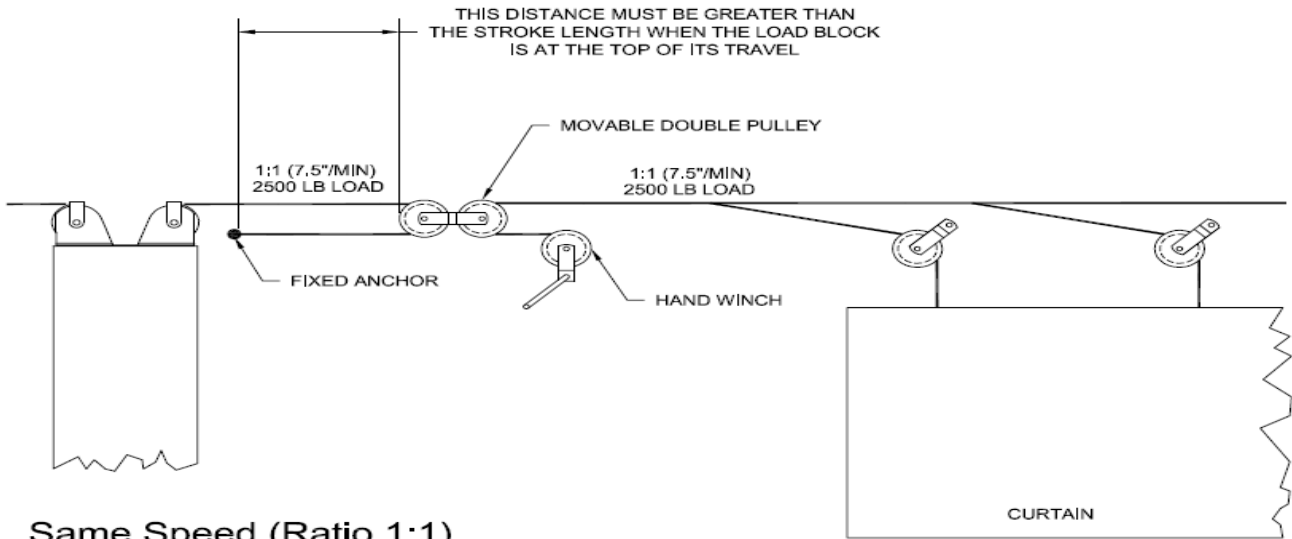 THIS DISTANCE MUST BE GREATER THAN
THE STROKE LENGTH WHEN THE LOAD BLOCK
IS AT THE TOP OF ITS TRAVEL
MOVABLE DOUBLE PULLEY
1:1 (7.5"/MIN)
2500 LB LOAD
1:1 (7.5"/MIN)
2500 LB LOAD
FIXED ANCHOR
HAND WINCH
CURTAIN
Same Speed (Ratio 1:1)